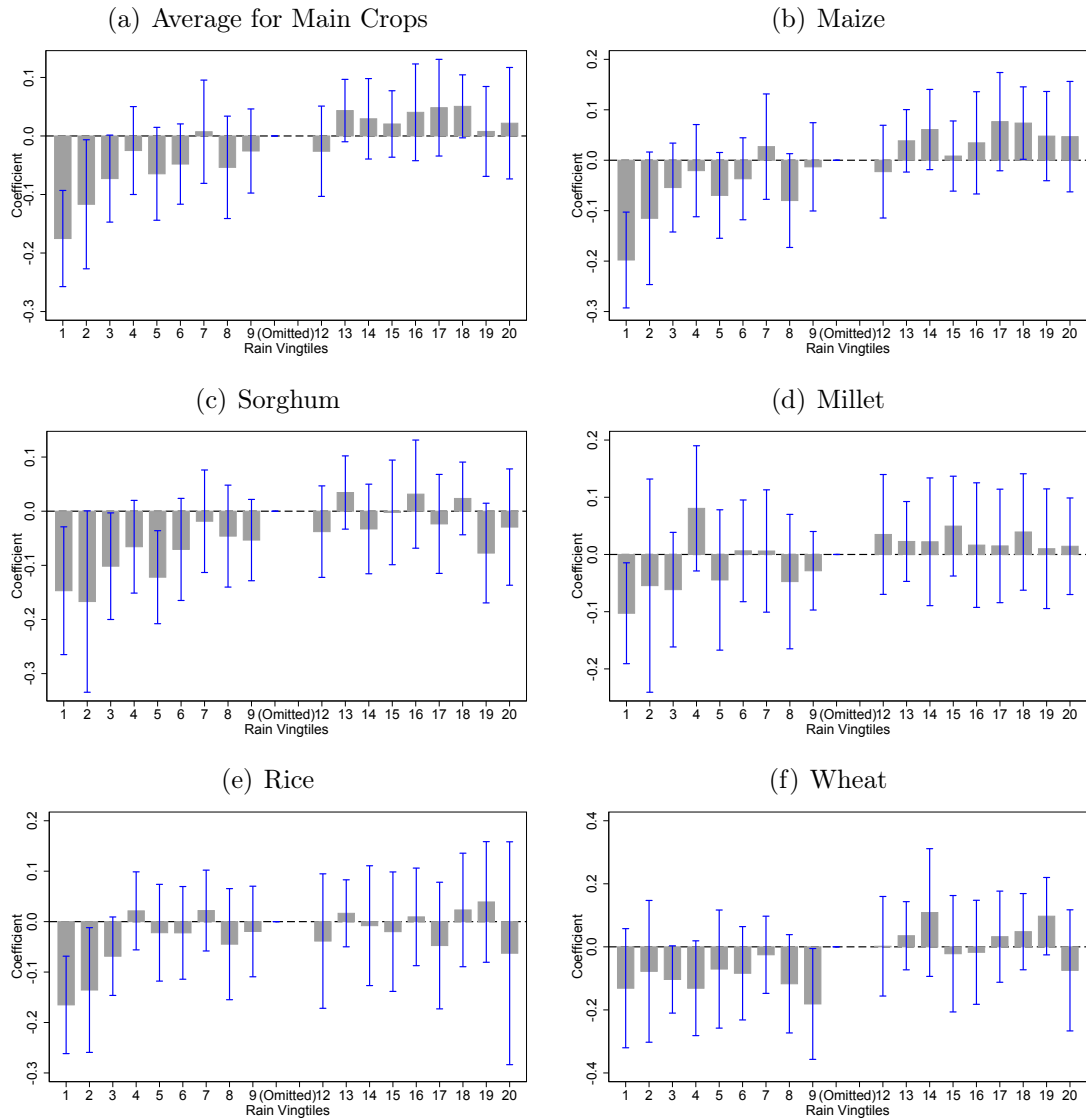 (a) Average for Main Crops
0.1
0.0
-0.1
-0.2
-0.3
Coefficient
1 2 3 4 5 6 7 8 9 (Omitted) 12 13 14 15 16 17 18 19 20
Rain Vingtiles
(b) Maize
0.2
0.1
0.0
-0.1
-0.2
-0.3
Coefficient
1 2 3 4 5 6 7 8 9 (Omitted) 12 13 14 15 16 17 18 19 20
Rain Vingtiles
(c) Sorghum
0.1
0.0
-0.1
-0.2
-0.3
Coefficient
1 2 3 4 5 6 7 8 9 (Omitted) 12 13 14 15 16 17 18 19 20
Rain Vingtiles
(d) Millet
0.2
0.1
0.0
-0.1
-0.2
Coefficient
1 2 3 4 5 6 7 8 9 (Omitted) 12 13 14 15 16 17 18 19 20
Rain Vingtiles
(e) Rice
0.2
0.1
0.0
-0.1
-0.2
-0.3
Coefficient
1 2 3 4 5 6 7 8 9 (Omitted) 12 13 14 15 16 17 18 19 20
Rain Vingtiles
(f) Wheat
0.4
0.2
0.0
-0.2
-0.4
Coefficient
1 2 3 4 5 6 7 8 9 (Omitted) 12 13 14 15 16 17 18 19 20
Rain Vingtiles